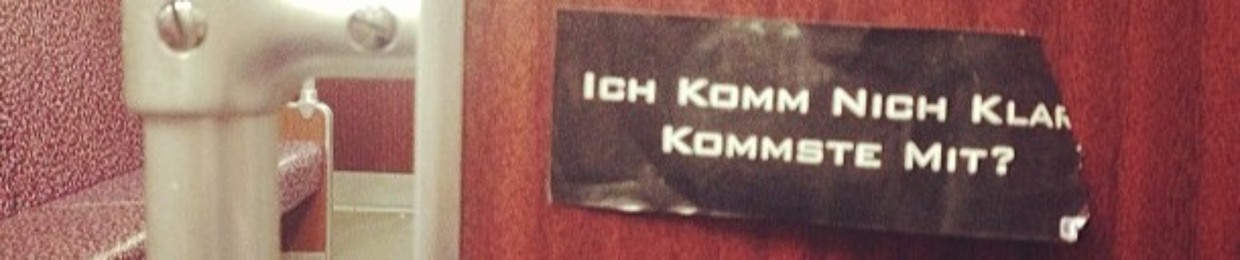 Ich Komm Nich Klar
Kommste Mit?